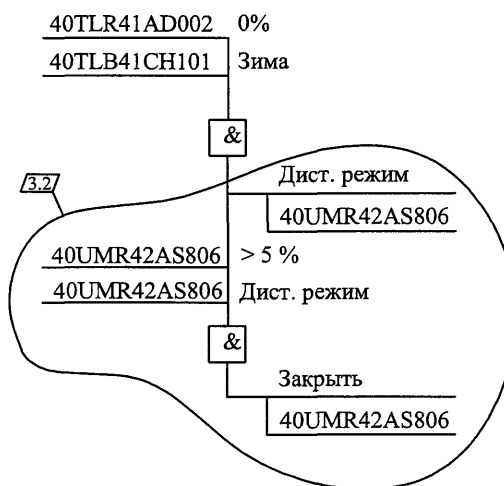 40TLR41AD002 0%
40TLB41CH101 Зима
&
3.2
Дист. режим
40UMR42AS806
40UMR42AS806 > 5 %
40UMR42AS806 Дист. режим
&
Закрыть
40UMR42AS806